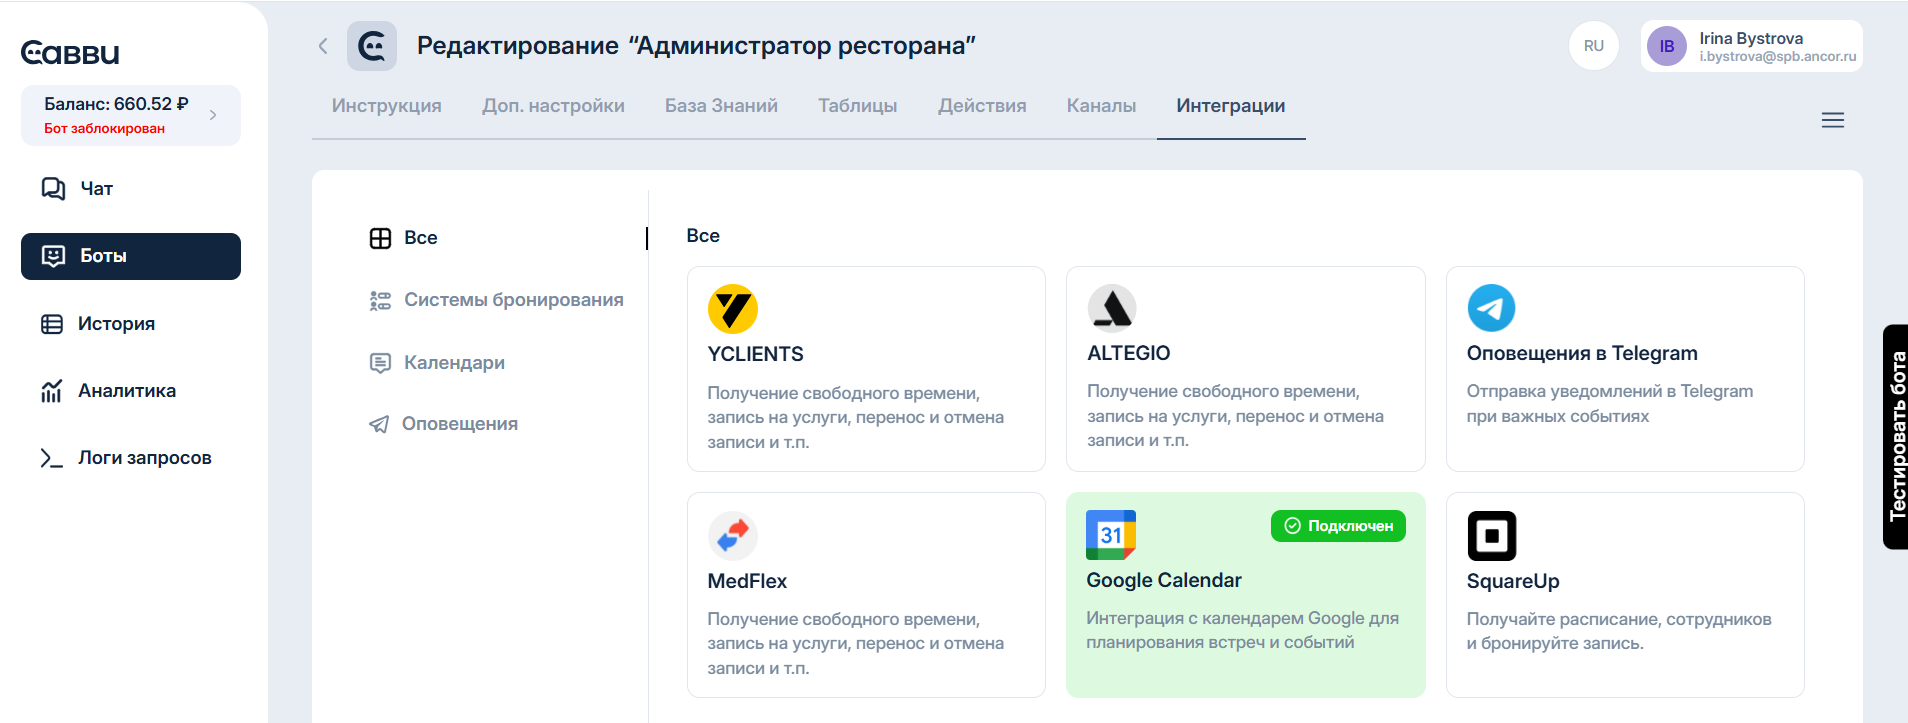 Савви
Баланс: 660.52 ₽
Бот заблокирован
Чат
Боты
История
Аналитика
Логи запросов
Редактирование “Администратор ресторана”
RU
IB
Irina Bystrova
i.bystrova@spb.ancor.ru
Инструкция
Доп. настройки
База Знаний
Таблицы
Действия
Каналы
Интеграции
Все
Системы бронирования
Календари
Оповещения
Все
YCLIENTS
Получение свободного времени,
запись на услуги, перенос и отмена
записи и т.п.
ALTEGIO
Получение свободного времени,
запись на услуги, перенос и отмена
записи и т.п.
Оповещения в Telegram
Отправка уведомлений в Telegram
при важных событиях
MedFlex
Получение свободного времени,
запись на услуги, перенос и отмена
записи и т.п.
31
Подключен
Google Calendar
Интеграция с календарем Google для
планирования встреч и событий
SquareUp
Получайте расписание, сотрудников
и бронируйте запись.
Тестировать бота